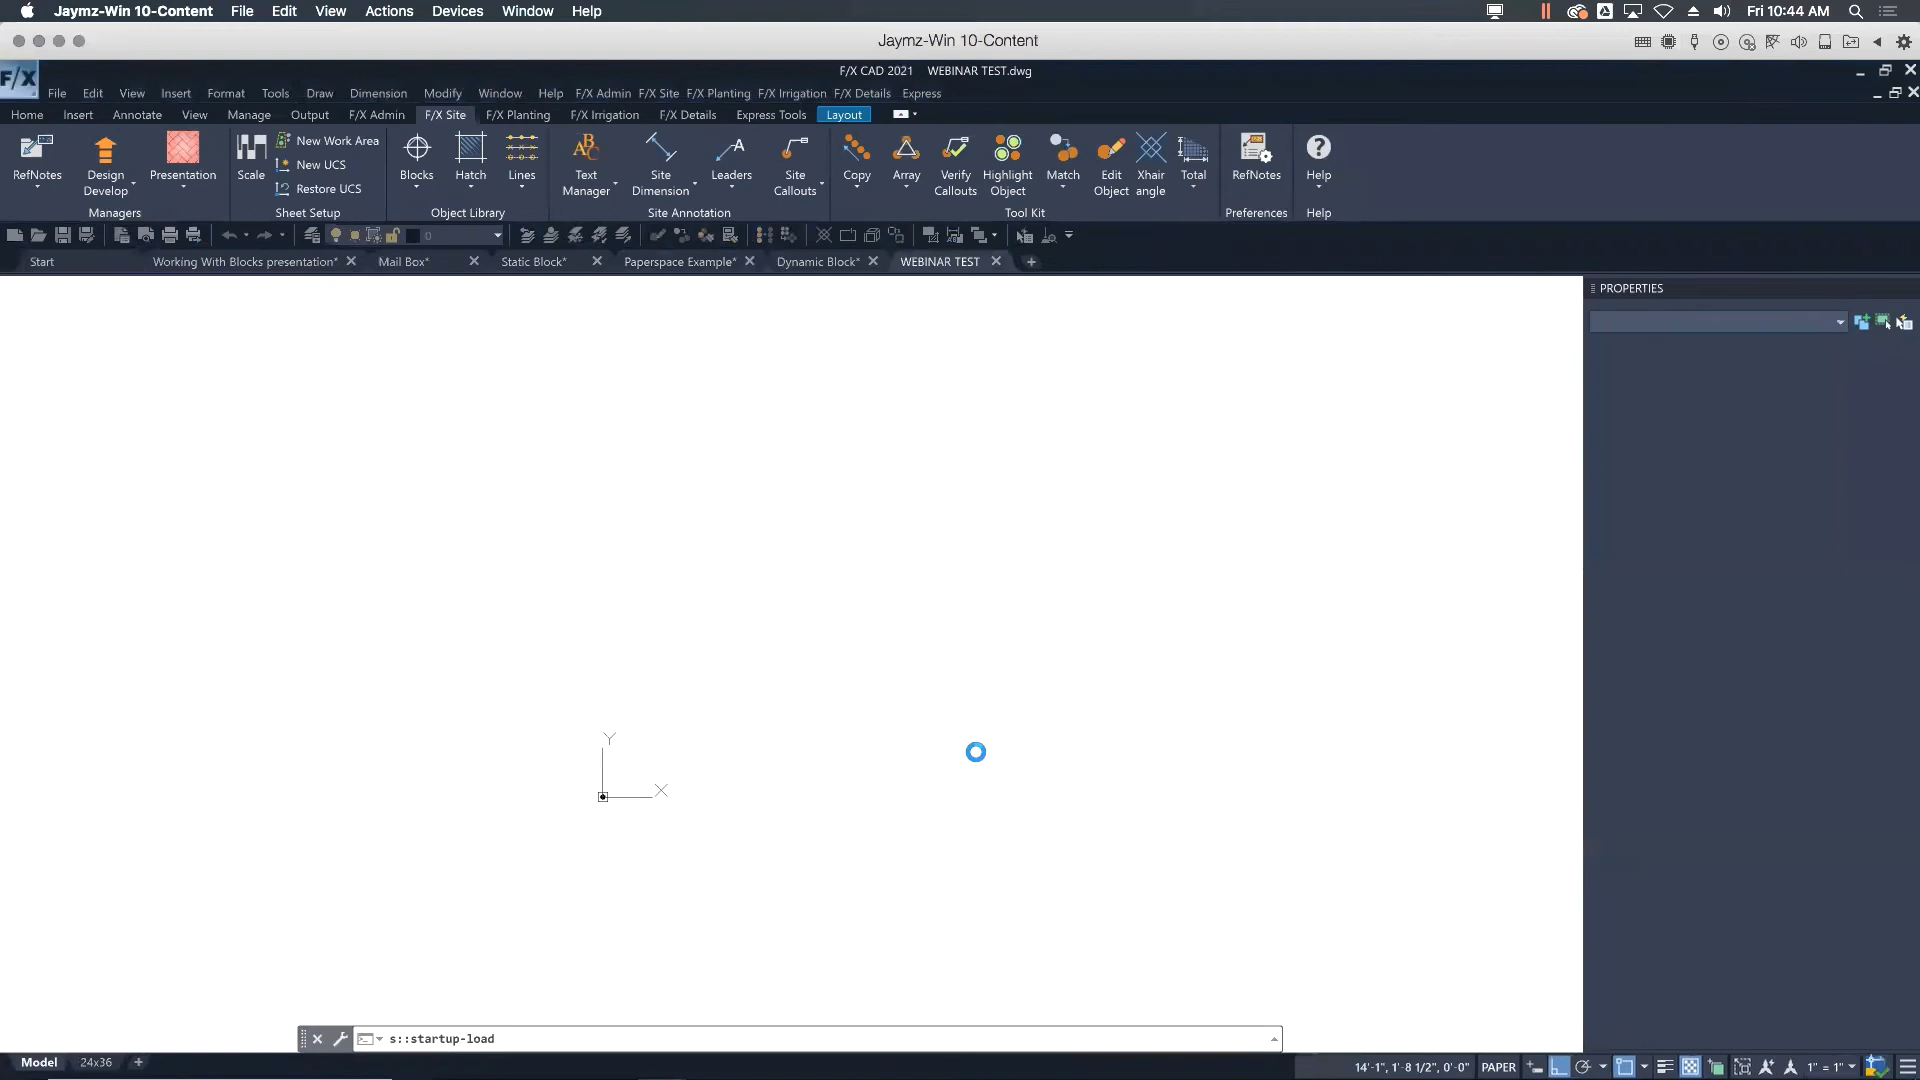 Jaymz-Win 10-Content File Edit View Actions Devices Window Help Fri 10:44 AM
Jaymz-Win 10-Content
F/X F/X CAD 2021 WEBINAR TEST.dwg
File Edit View Insert Format Tools Draw Dimension Modify Window Help F/X Admin F/X Site F/X Planting F/X Irrigation F/X Details Express
Home Insert Annotate View Manage Output F/X Admin F/X Site F/X Planting F/X Irrigation F/X Details Express Tools Layout
RefNotes Design Develop Presentation Scale New Work Area New UCS Restore UCS Blocks Hatch Lines ABC Text Manager Site Dimension A Leaders Site Callouts Copy Array Verify Callouts Highlight Object Match Edit Object Xhair angle Total RefNotes Help
Managers Sheet Setup Object Library Site Annotation Tool Kit Preferences Help
0
Start Working With Blocks presentation* Mail Box* Static Block* Paperspace Example* Dynamic Block* WEBINAR TEST
PROPERTIES
Y
X
s::startup-load
Model 24x36 14'-1", 1'-8 1/2", 0'-0" PAPER 1" = 1"